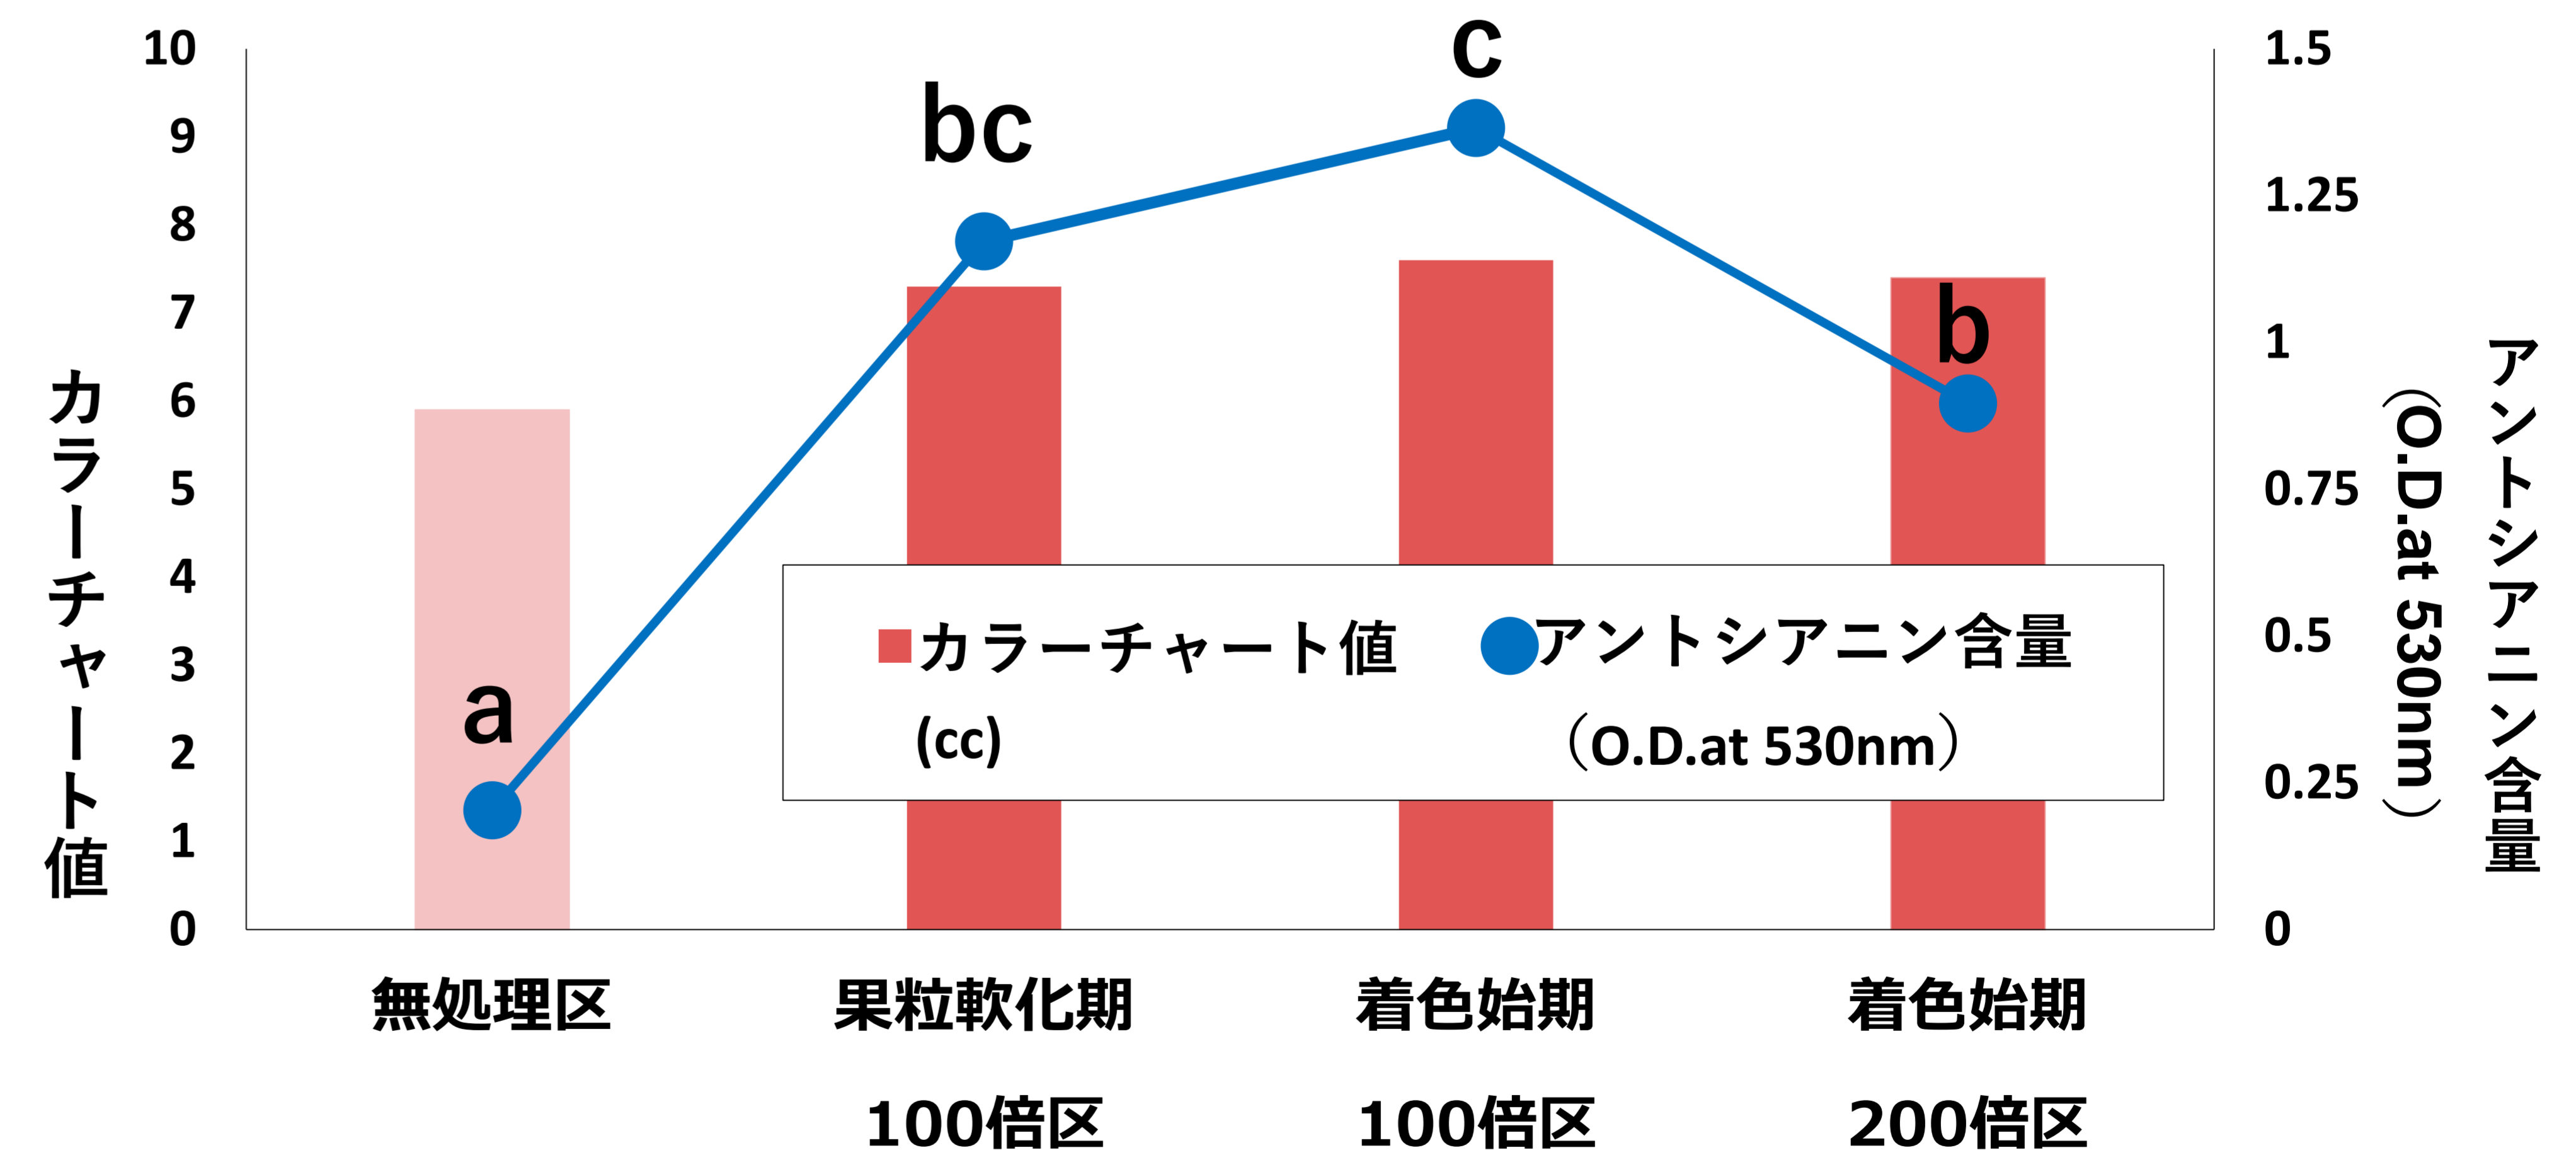 カラーチャート値
10
9
8
7
6
5
4
3
2
1
0
a
bc
c
b
カラーチャート値
(cc)
アントシアニン含量
（O.D.at 530nm）
1.5
1.25
1
0.75
0.5
0.25
0
アントシアニン含量
（O.D.at 530nm）
無処理区
果粒軟化期
100倍区
着色始期
100倍区
着色始期
200倍区